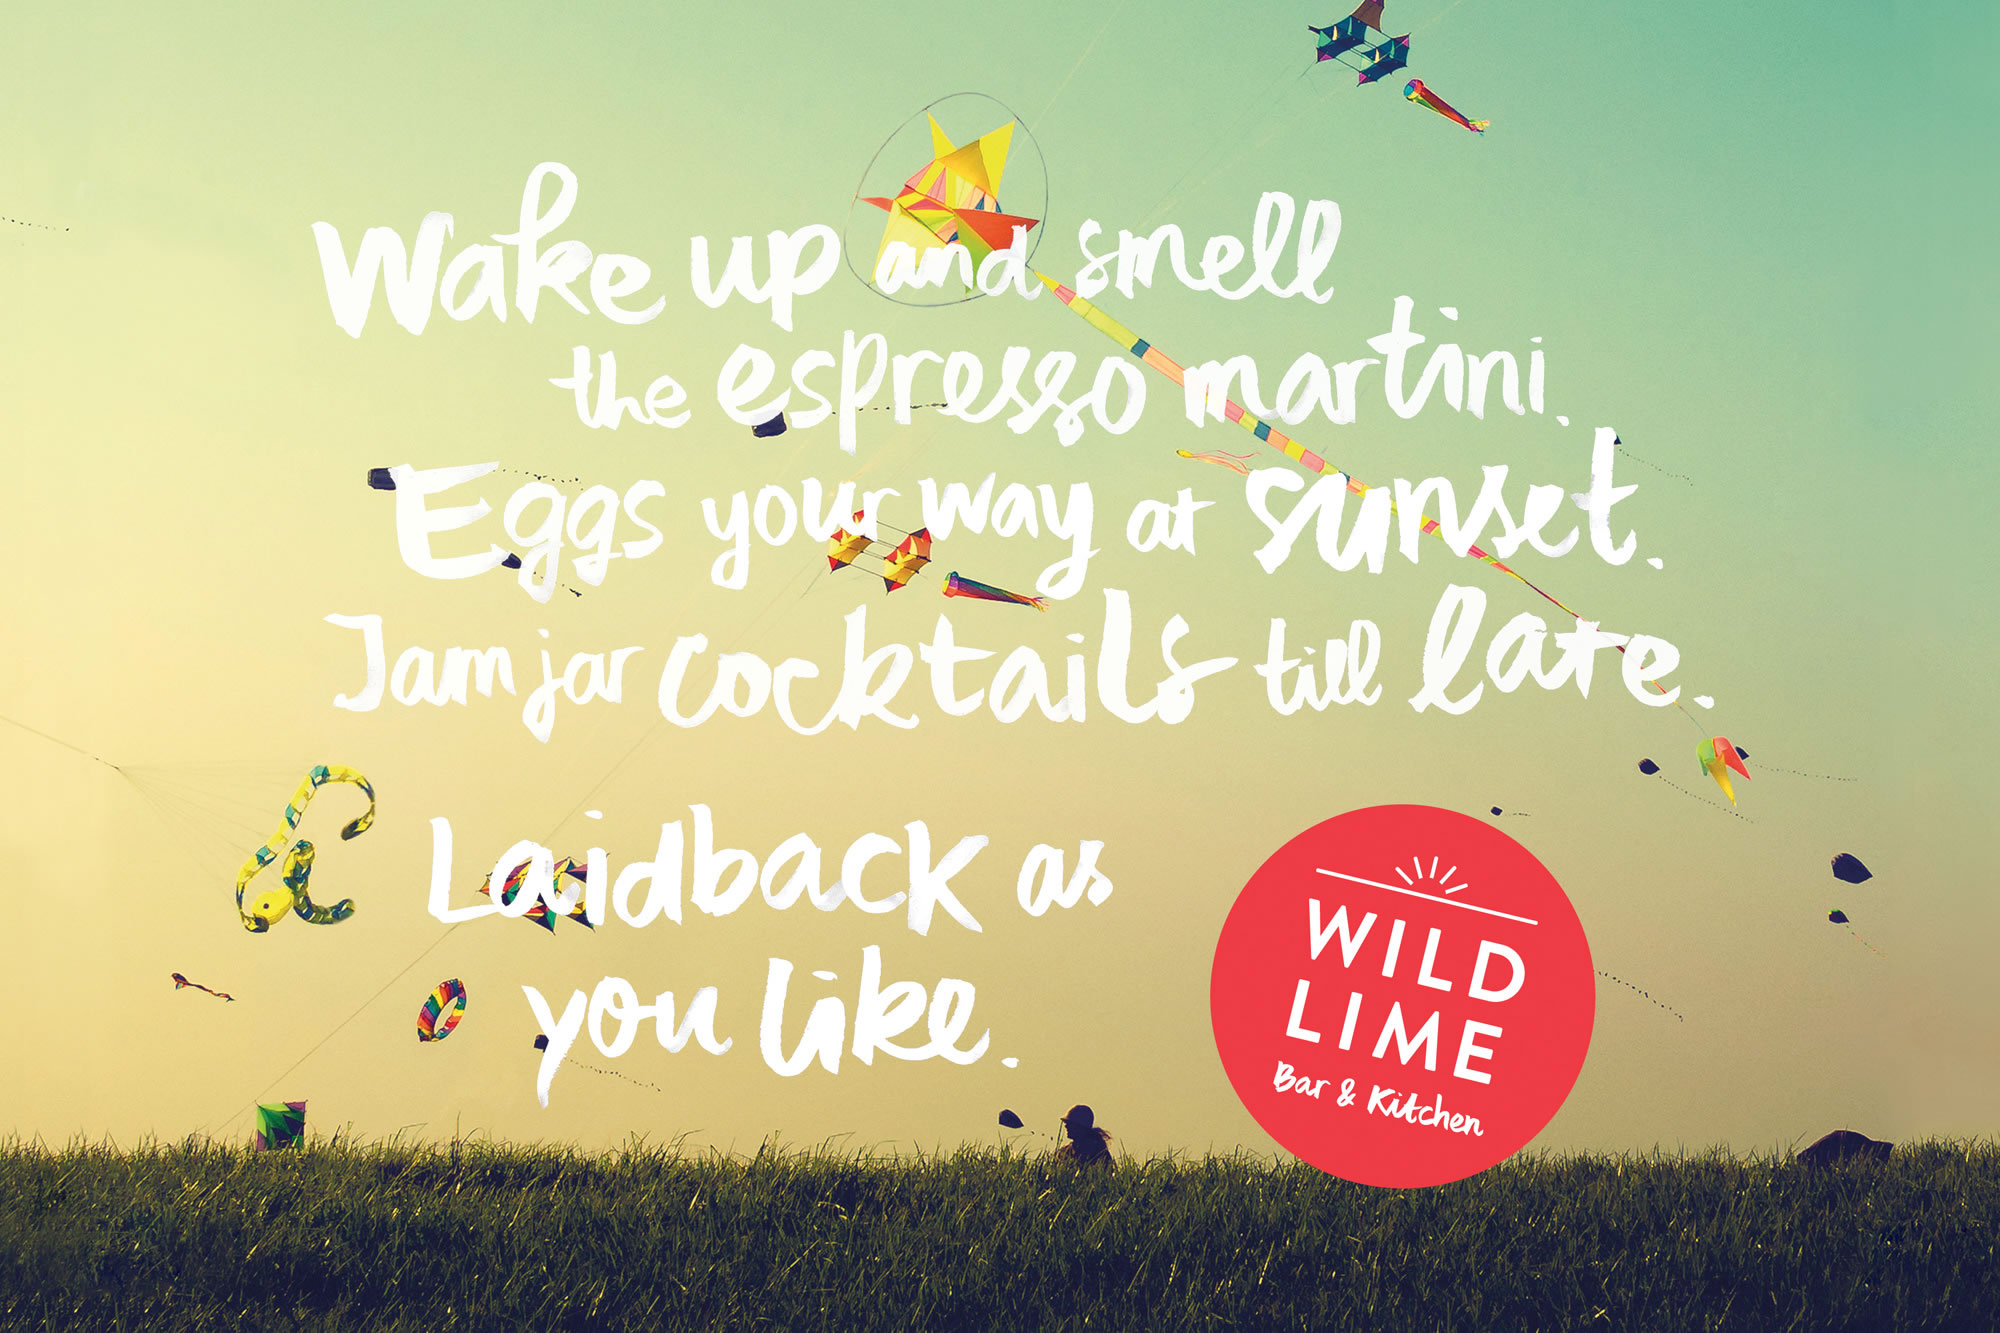 Wake up and smell
the espresso martini.
Eggs your way at sunset.
Jam jar cocktails till late.
Laidback as
you like.
WILD
LIME
Bar & Kitchen